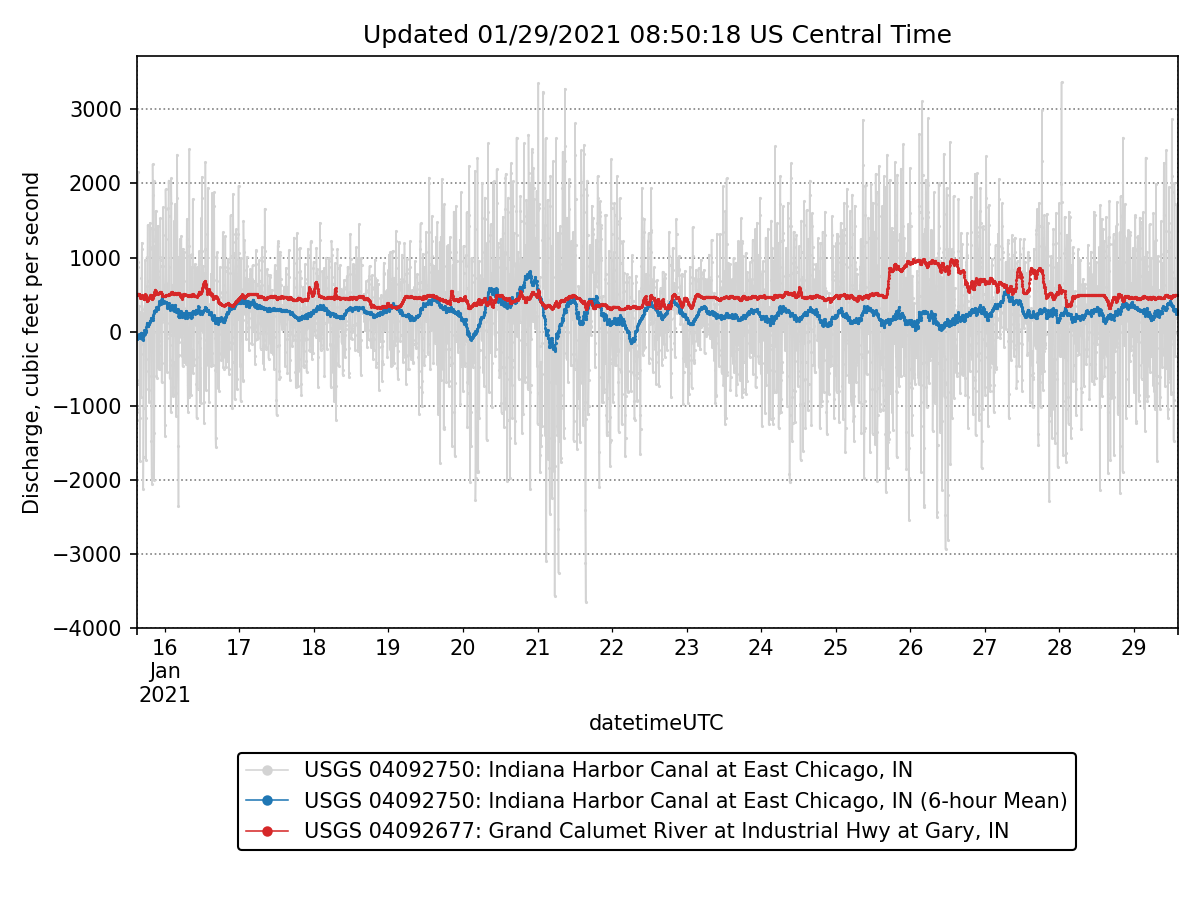 Updated 01/29/2021 08:50:18 US Central Time
Discharge, cubic feet per second
3000
2000
1000
0
−1000
−2000
−3000
−4000
16 17 18 19 20 21 22 23 24 25 26 27 28 29
Jan
2021
datetimeUTC
USGS 04092750: Indiana Harbor Canal at East Chicago, IN
USGS 04092750: Indiana Harbor Canal at East Chicago, IN (6-hour Mean)
USGS 04092677: Grand Calumet River at Industrial Hwy at Gary, IN